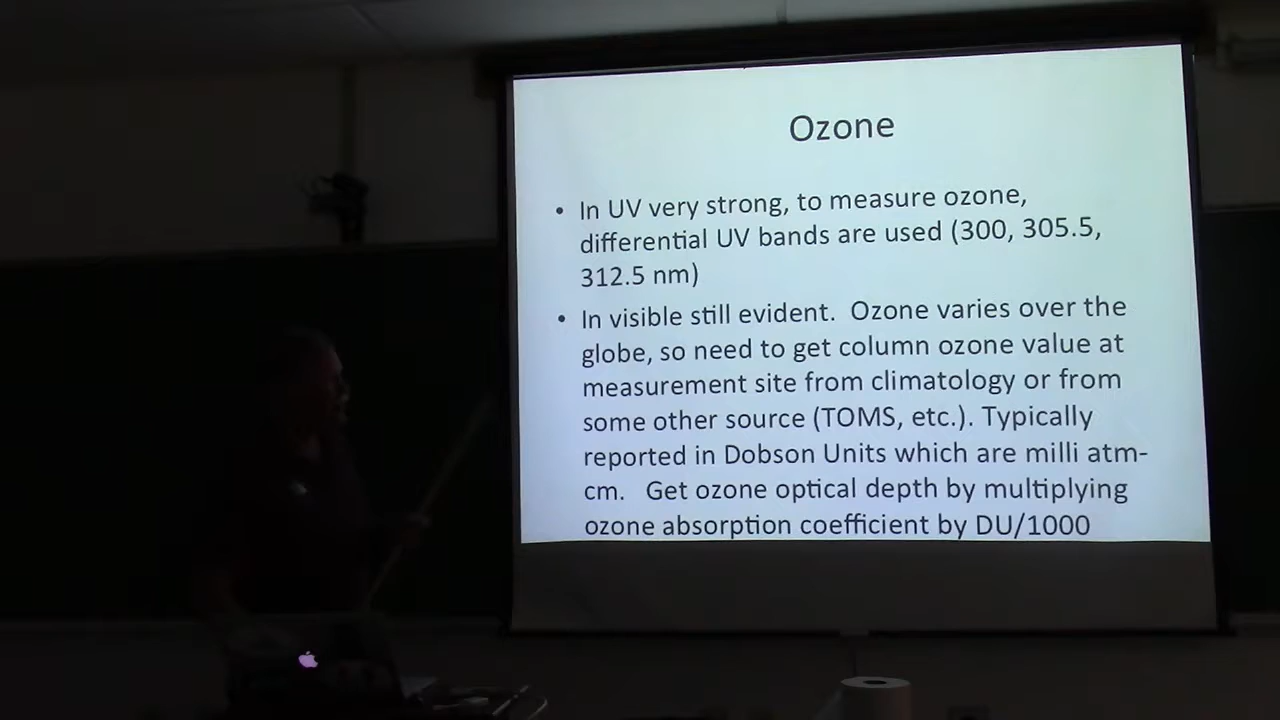 Ozone
• In UV very strong, to measure ozone,
differential UV bands are used (300, 305.5,
312.5 nm)
• In visible still evident.  Ozone varies over the
globe, so need to get column ozone value at
measurement site from climatology or from
some other source (TOMS, etc.). Typically
reported in Dobson Units which are milli atm-
cm.   Get ozone optical depth by multiplying
ozone absorption coefficient by DU/1000